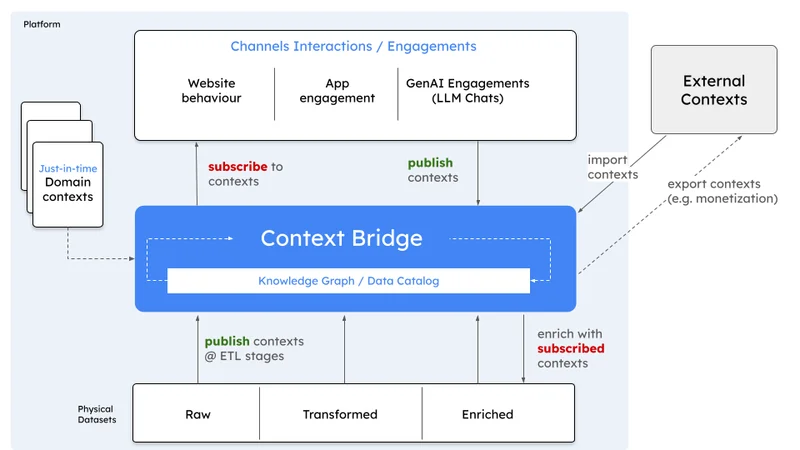 Platform
Channels Interactions / Engagements
Website
behaviour
App
engagement
GenAI Engagements
(LLM Chats)
External
Contexts
Just-in-time
Domain
contexts
subscribe to
contexts
publish
contexts
import
contexts
export contexts
(e.g. monetization)
Context Bridge
Knowledge Graph / Data Catalog
publish contexts
@ ETL stages
enrich with
subscribed
contexts
Physical
Datasets
Raw
Transformed
Enriched